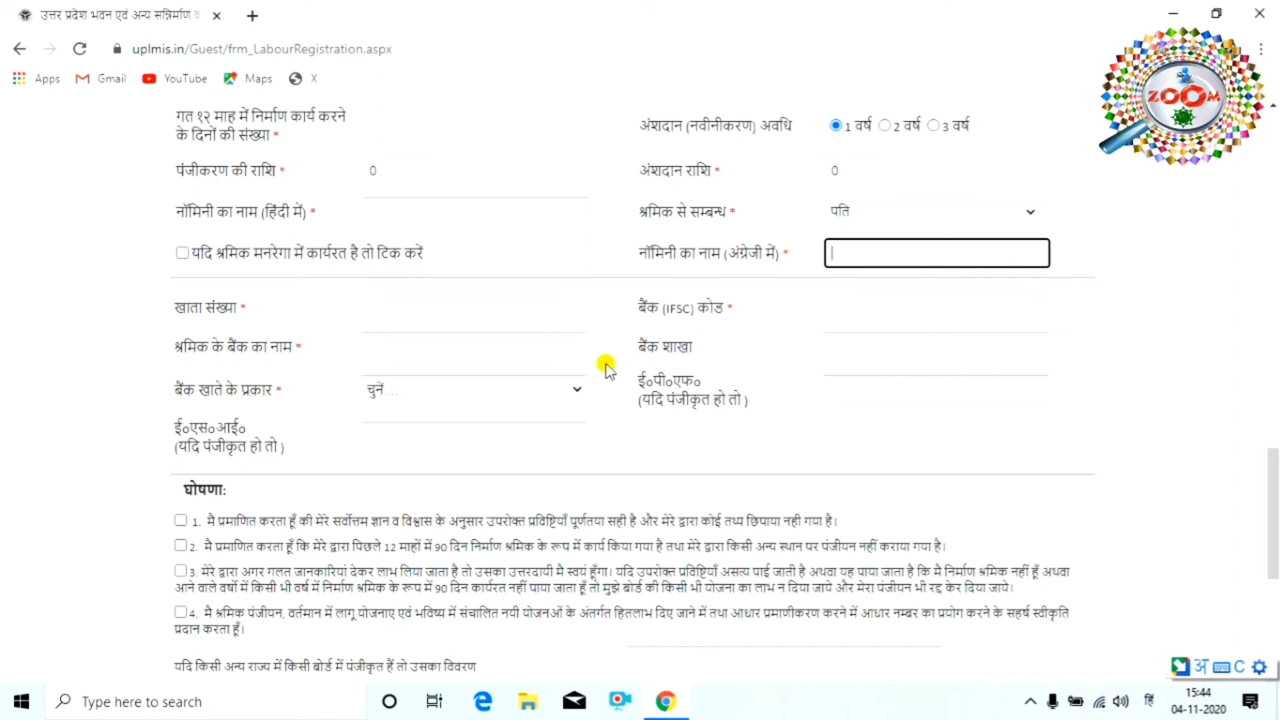 उत्तर प्रदेश भवन एवं अन्य सन्निर्माण
uplmis.in/Guest/frm_LabourRegistration.aspx
Apps Gmail YouTube Maps X
ZOOM
गत १२ माह में निर्माण कार्य करने
के दिनों की संख्या *
अंशदान (नवीनीकरण) अवधि 1 वर्ष 2 वर्ष 3 वर्ष
पंजीकरण की राशि * 0 अंशदान राशि * 0
नॉमिनी का नाम (हिंदी में) * श्रमिक से सम्बन्ध * पति
यदि श्रमिक मनरेगा में कार्यरत है तो टिक करें नॉमिनी का नाम (अंग्रेजी में) *
खाता संख्या * बैंक (IFSC) कोड *
श्रमिक के बैंक का नाम * बैंक शाखा
बैंक खाते के प्रकार * चुनें ...
ई०पी०एफ०
(यदि पंजीकृत हो तो )
ई०एस०आई०
(यदि पंजीकृत हो तो )
घोषणा:
1. मै प्रमाणित करता हूँ की मेरे सर्वोत्तम ज्ञान व विश्वास के अनुसार उपरोक्त प्रविष्टियाँ पूर्णतया सही है और मेरे द्वारा कोई तथ्य छिपाया नही गया है।
2. मै प्रमाणित करता हूँ कि मेरे द्वारा पिछले 12 माहों में 90 दिन निर्माण श्रमिक के रूप में कार्य किया गया है तथा मेरे द्वारा किसी अन्य स्थान पर पंजीयन नहीं कराया गया है।
3. मेरे द्वारा अगर गलत जानकारियां देकर लाभ लिया जाता है तो उसका उत्तरदायी मै स्वयं हूँगा। यदि उपरोक्त प्रविष्टियाँ असत्य पाई जाती है अथवा यह पाया जाता है कि मै निर्माण श्रमिक नहीं हूँ अथवा
आने वाले वर्षो में किसी भी वर्ष में निर्माण श्रमिक के रूप में 90 दिन कार्यरत नहीं पाया जाता हूँ तो मुझे बोर्ड की किसी भी योजना का लाभ न दिया जाये और मेरा पंजीयन भी रद्द कर दिया जाये।
4. मै श्रमिक पंजीयन, वर्तमान में लागू योजनाए एवं भविष्य में संचालित नयी योजनओं के अंतर्गत हितलाभ दिए जाने में तथा आधार प्रमाणीकरण करने में आधार नम्बर का प्रयोग करने के सहर्ष स्वीकृति
प्रदान करता हूँ।
यदि किसी अन्य राज्य में किसी बोर्ड में पंजीकृत हैं तो उसका विवरण
अ
Type here to search
हिं
15:44
04-11-2020